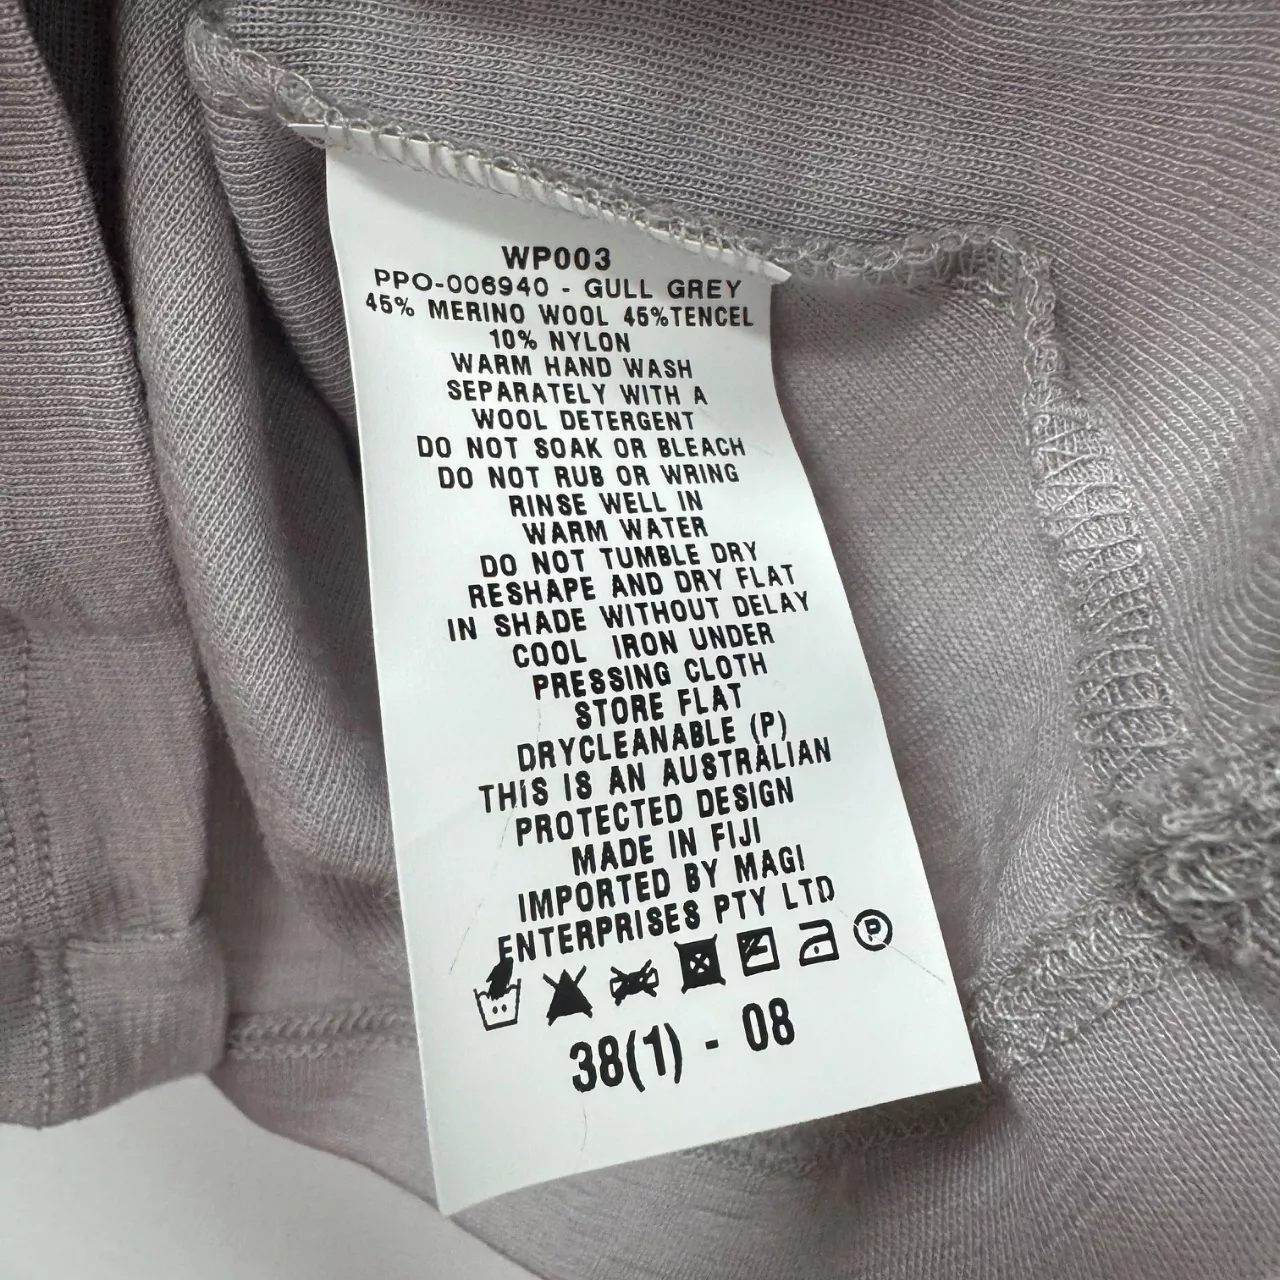 WP003
PPO-006940 - GULL GREY
45% MERINO WOOL 45%TENCEL
10% NYLON
WARM HAND WASH
SEPARATELY WITH A
WOOL DETERGENT
DO NOT SOAK OR BLEACH
DO NOT RUB OR WRING
RINSE WELL IN
WARM WATER
DO NOT TUMBLE DRY
RESHAPE AND DRY FLAT
IN SHADE WITHOUT DELAY
COOL IRON UNDER
PRESSING CLOTH
STORE FLAT
DRYCLEANABLE (P)
THIS IS AN AUSTRALIAN
PROTECTED DESIGN
MADE IN FIJI
IMPORTED BY MAGI
ENTERPRISES PTY LTD
P
38(1) - 08